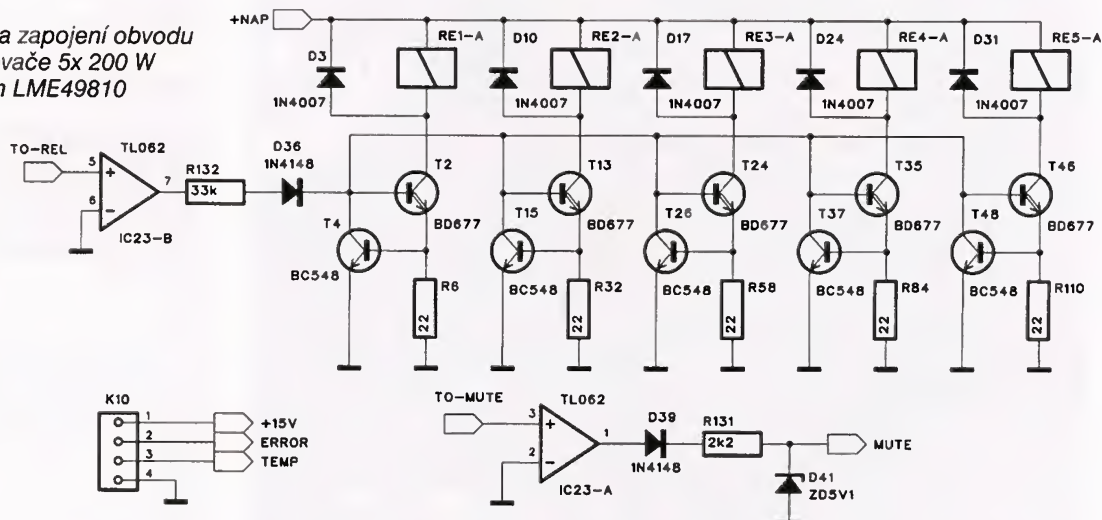 a zapojení obvodu
vače 5x 200 W
n LME49810
+NAP
D3
1N4007
RE1-A
D10
1N4007
RE2-A
D17
1N4007
RE3-A
D24
1N4007
RE4-A
D31
1N4007
RE5-A
TO-REL
5
6
7
TL062
IC23-B
R132
33k
D36
1N4148
T2
BD677
T4
BC548
R6
22
T13
BD677
T15
BC548
R32
22
T24
BD677
T26
BC548
R58
22
T35
BD677
T37
BC548
R84
22
T46
BD677
T48
BC548
R110
22
K10
1
+15V
2
ERROR
3
TEMP
4
TO-MUTE
3
2
1
TL062
IC23-A
D39
1N4148
R131
2k2
MUTE
D41
ZD5V1